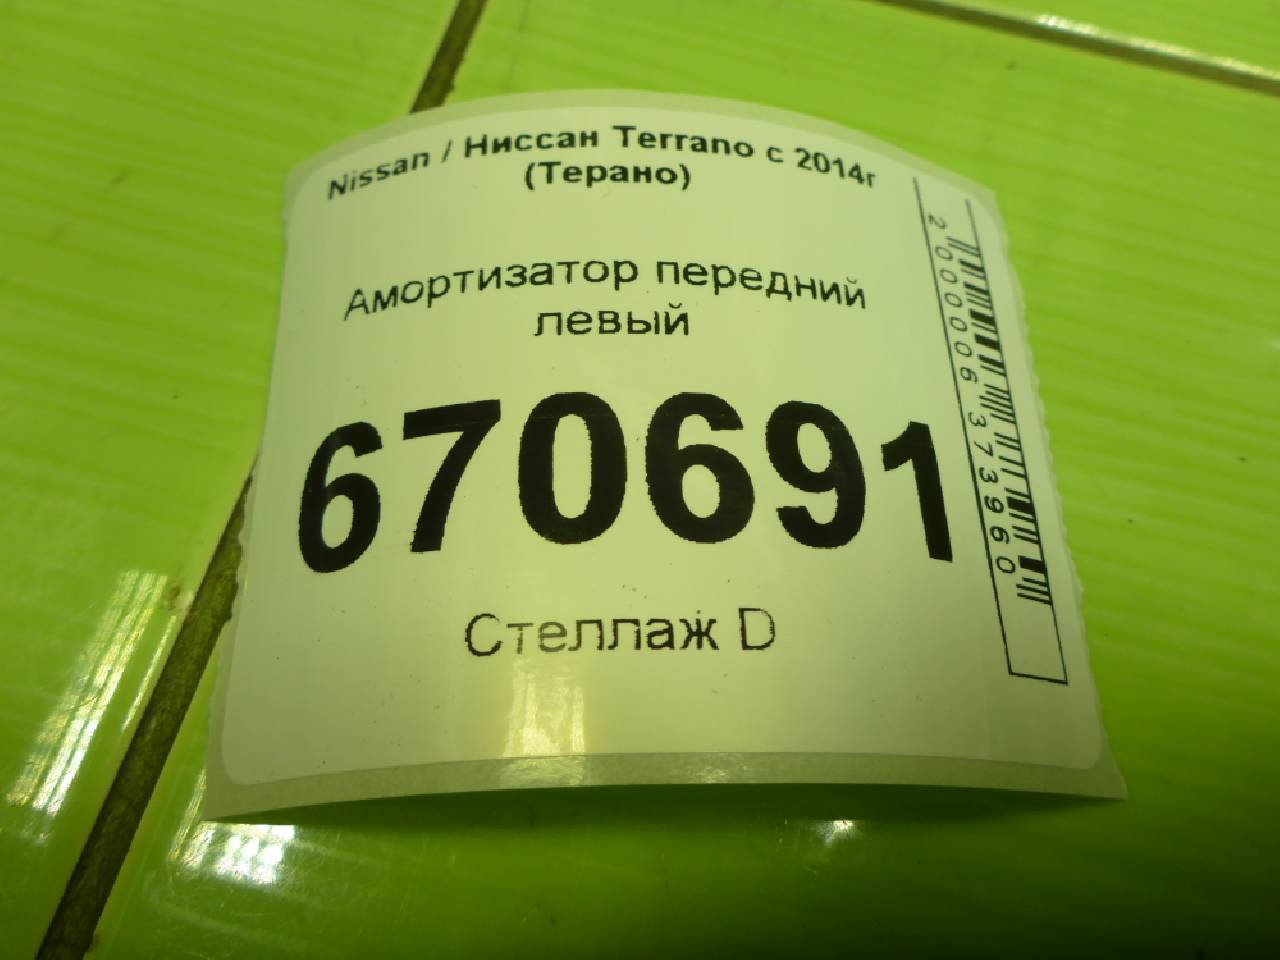 Nissan / Ниссан Terrano с 2014г
(Терано)
Амортизатор передний
левый
670691
Стеллаж D
2000006373960